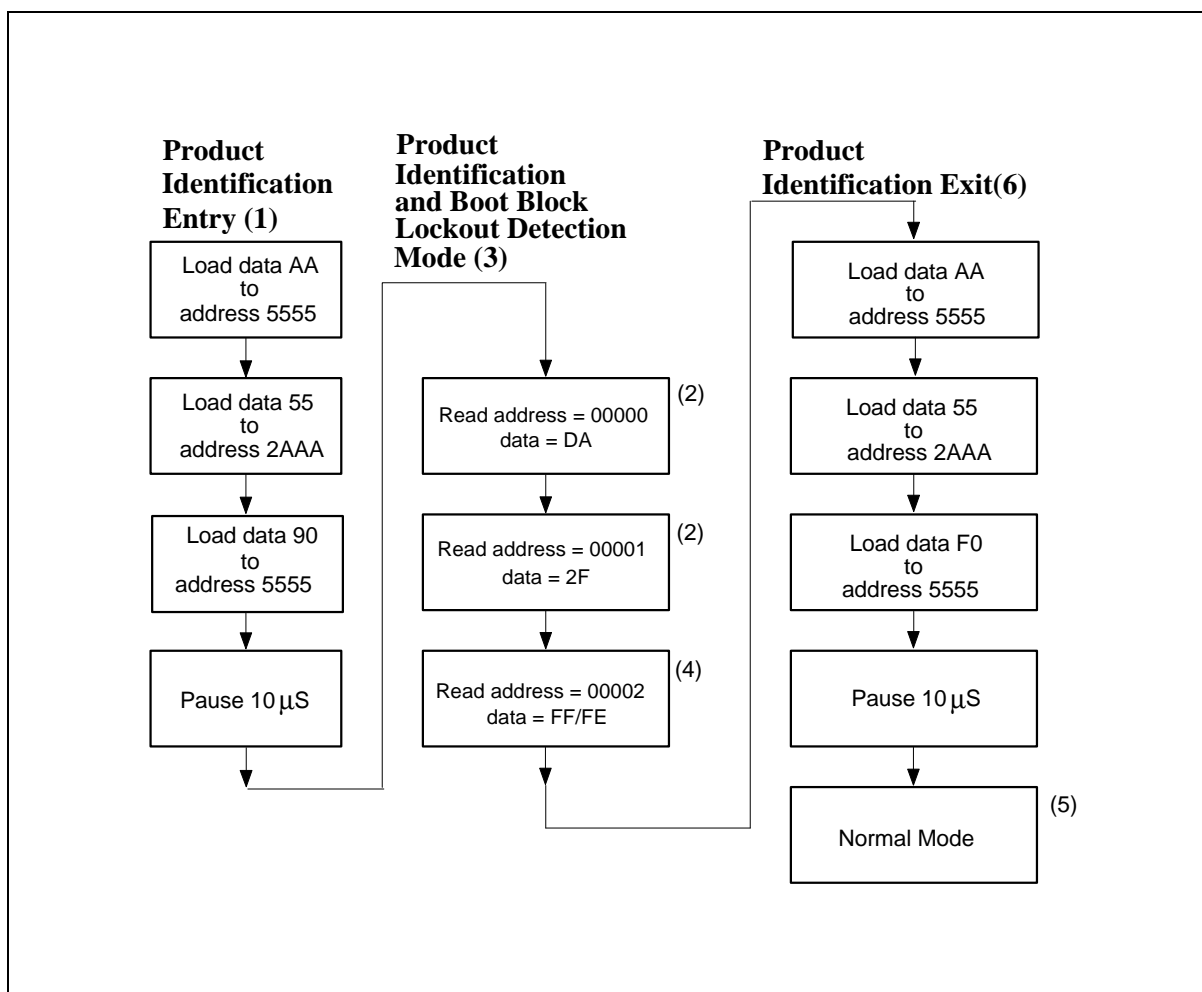 Product
Identification
Entry (1)
Load data AA
to
address 5555
Load data 55
to
address 2AAA
Load data 90
to
address 5555
Pause 10 μS
Product
Identification
and Boot Block
Lockout Detection
Mode (3)
Read address = 00000
data = DA
(2)
Read address = 00001
data = 2F
(2)
Read address = 00002
data = FF/FE
(4)
Product
Identification Exit(6)
Load data AA
to
address 5555
Load data 55
to
address 2AAA
Load data F0
to
address 5555
Pause 10 μS
Normal Mode
(5)